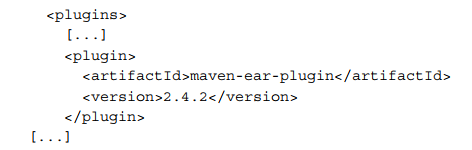 <plugins>
[...]
<plugin>
<artifactId>maven-ear-plugin</artifactId>
<version>2.4.2</version>
</plugin>
[...]